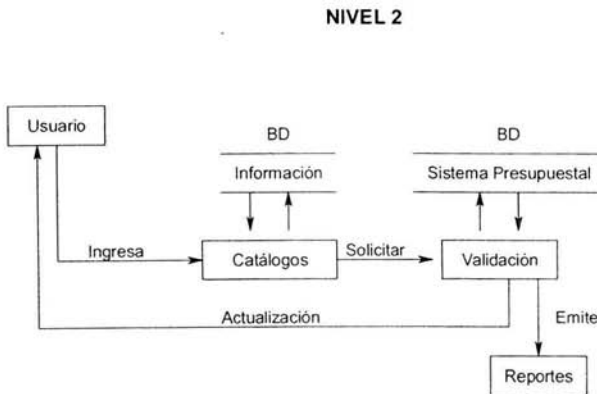 NIVEL 2
Usuario
BD
BD
Información
Sistema Presupuestal
Ingresa
Catálogos
Solicitar
Validación
Actualización
Emite
Reportes